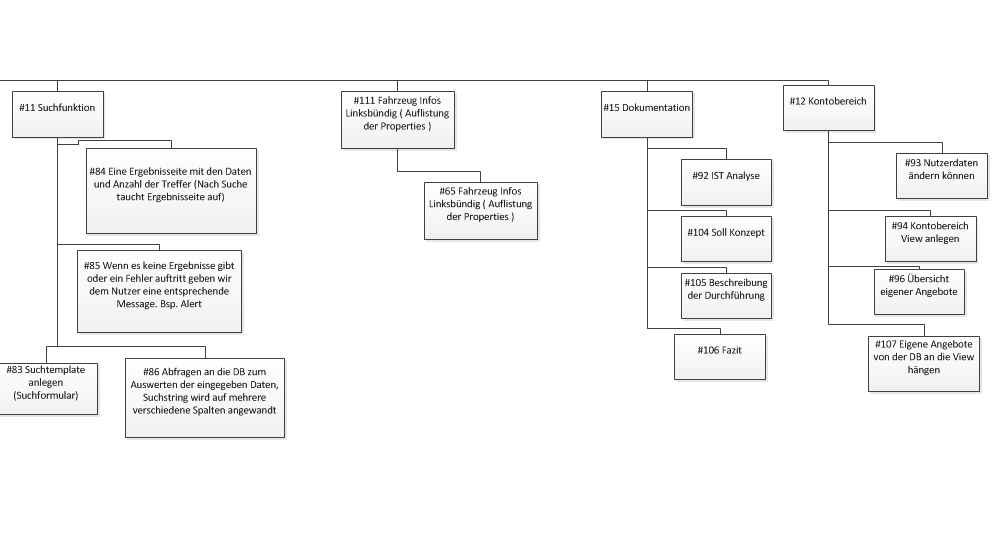 #11 Suchfunktion
#84 Eine Ergebnisseite mit den Daten
und Anzahl der Treffer (Nach Suche
taucht Ergebnisseite auf)
#85 Wenn es keine Ergebnisse gibt
oder ein Fehler auftritt geben wir
dem Nutzer eine entsprechende
Message. Bsp. Alert
#83 Suchtemplate
anlegen
(Suchformular)
#86 Abfragen an die DB zum
Auswerten der eingegeben Daten,
Suchstring wird auf mehrere
verschiedene Spalten angewandt
#111 Fahrzeug Infos
Linksbündig ( Auflistung
der Properties )
#65 Fahrzeug Infos
Linksbündig ( Auflistung
der Properties )
#15 Dokumentation
#92 IST Analyse
#104 Soll Konzept
#105 Beschreibung
der Durchführung
#106 Fazit
#12 Kontobereich
#93 Nutzerdaten
ändern können
#94 Kontobereich
View anlegen
#96 Übersicht
eigener Angebote
#107 Eigene Angebote
von der DB an die View
hängen